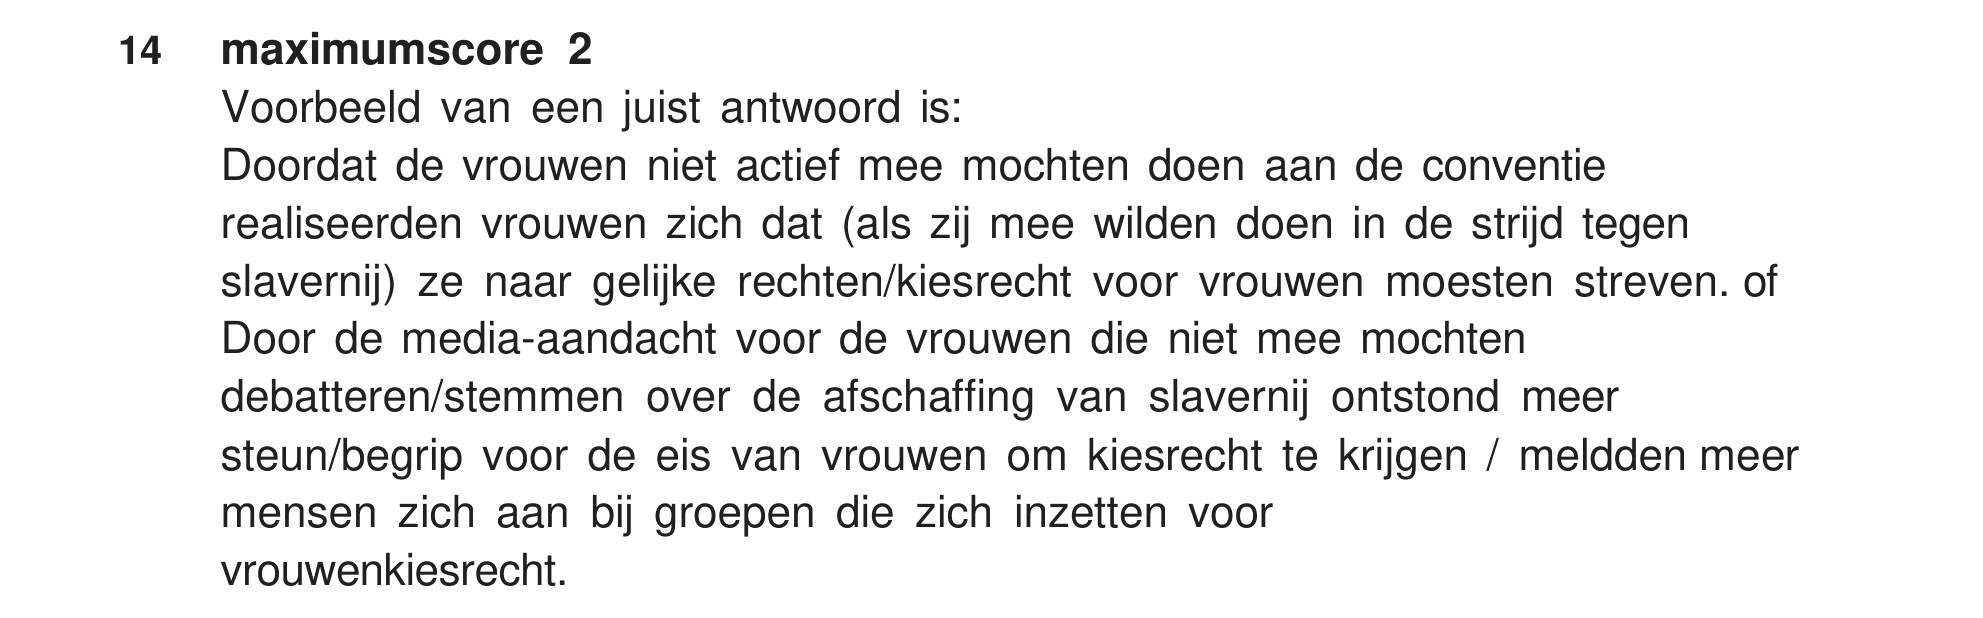 14 maximumscore 2
Voorbeeld van een juist antwoord is:
Doordat de vrouwen niet actief mee mochten doen aan de conventie
realiseerden vrouwen zich dat (als zij mee wilden doen in de strijd tegen
slavernij) ze naar gelijke rechten/kiesrecht voor vrouwen moesten streven. of
Door de media-aandacht voor de vrouwen die niet mee mochten
debatteren/stemmen over de afschaffing van slavernij ontstond meer
steun/begrip voor de eis van vrouwen om kiesrecht te krijgen / meldden meer
mensen zich aan bij groepen die zich inzetten voor
vrouwenkiesrecht.